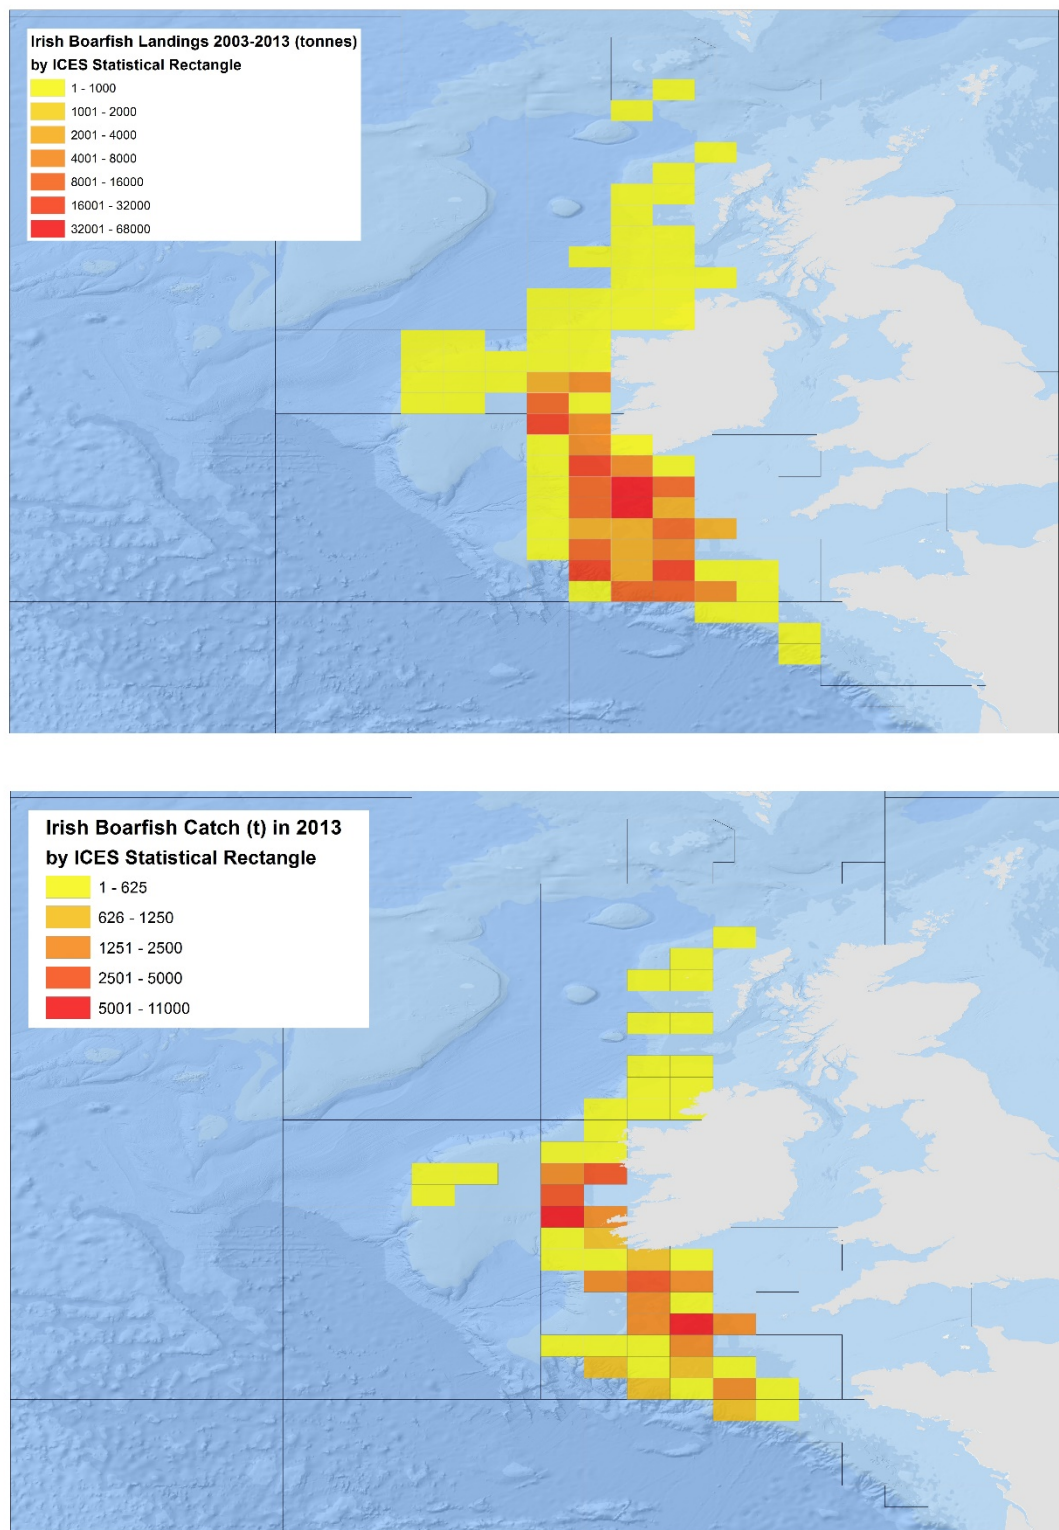 Irish Boarfish Landings 2003-2013 (tonnes)
by ICES Statistical Rectangle
1 - 1000
1001 - 2000
2001 - 4000
4001 - 8000
8001 - 16000
16001 - 32000
32001 - 68000
Irish Boarfish Catch (t) in 2013
by ICES Statistical Rectangle
1 - 625
626 - 1250
1251 - 2500
2501 - 5000
5001 - 11000